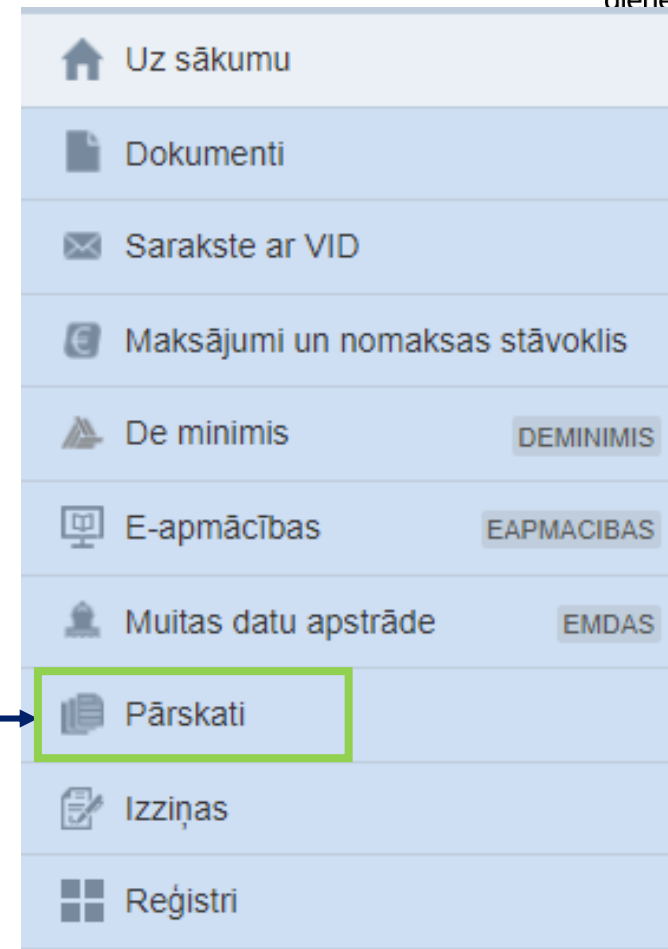 Uz sākumu
Dokumenti
Sarakste ar VID
Maksājumi un nomaksas stāvoklis
De minimis DEMINIMIS
E-apmācības EAPMACIBAS
Muitas datu apstrāde EMDAS
Pārskati
Izziņas
Reģistri